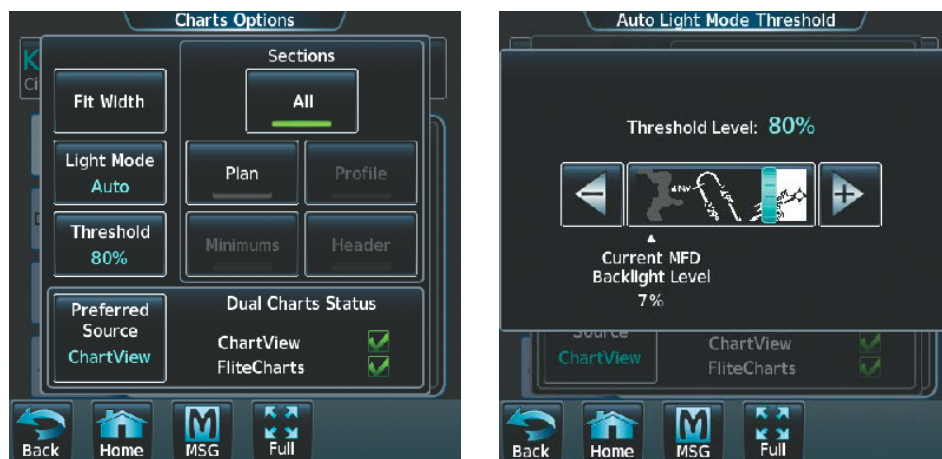 Charts Options
K
Ci
Sections
Fit Width
All
Light Mode
Auto
Plan
Profile
Threshold
80%
Minimums
Header
Preferred
Source
ChartView
Dual Charts Status
ChartView
FliteCharts
Back
Home
MSG
Full
Auto Light Mode Threshold
Threshold Level: 80%
Current MFD
Backlight Level
7%
Source
ChartView
ChartView
FliteCharts
Back
Home
MSG
Full